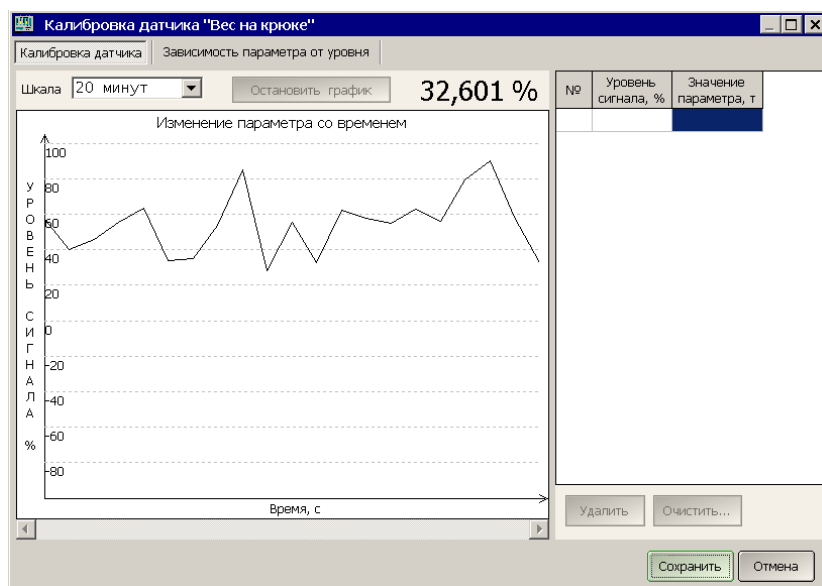 Калибровка датчика "Вес на крюке"
Калибровка датчика
Зависимость параметра от уровня
Шкала
20 минут
Остановить график
32,601 %
Изменение параметра со временем
100
80
60
40
20
0
-20
-40
-60
-80
УРОВЕНЬ СИГНАЛА %
Время, с
№
Уровень сигнала, %
Значение параметра, т
Удалить
Очистить...
Сохранить
Отмена